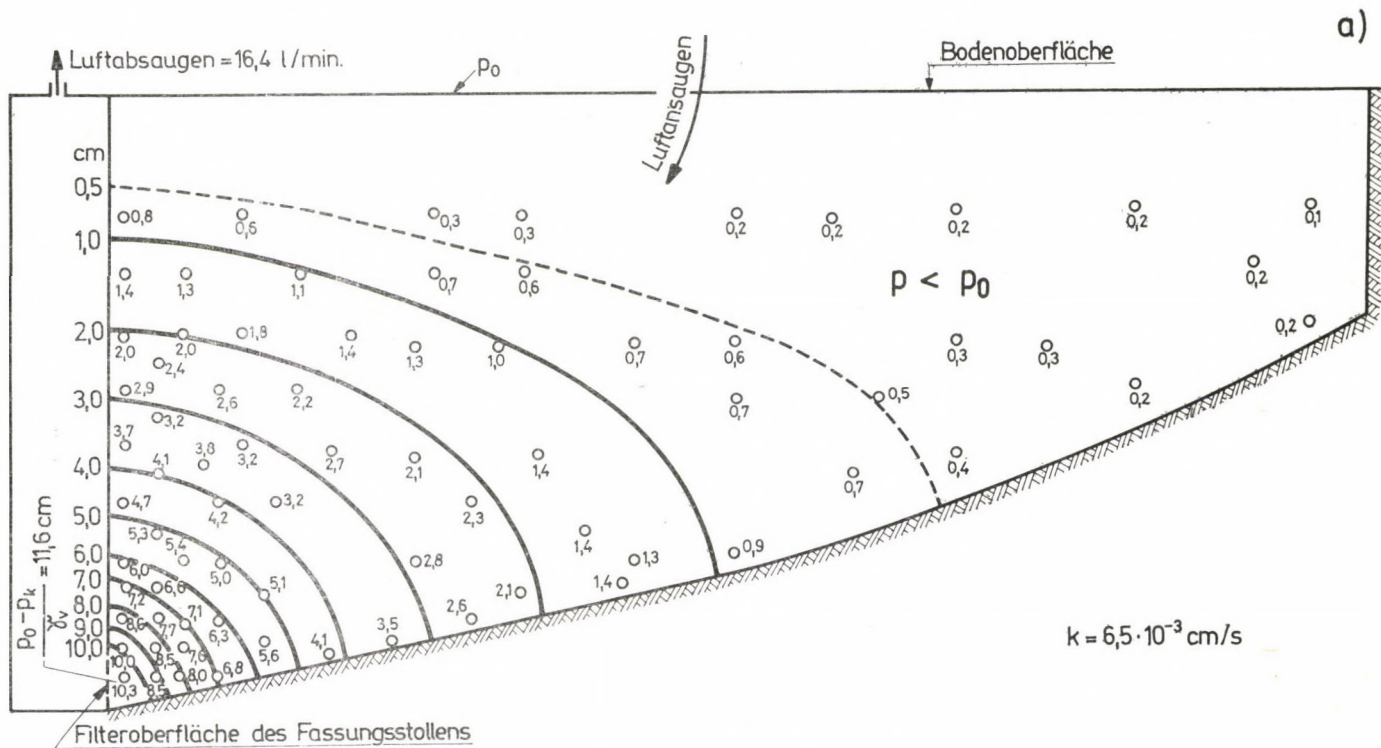 a)
Luftabsaugen = 16,4 l/min.
p₀
Luftansaugen
Bodenoberfläche
cm
0,5
0,8 0,6 0,3 0,3 0,2 0,2 0,2 0,2 0,1
1,0
1,4 1,3 1,1 0,7 0,6 0,2
p < p₀
2,0
2,0 2,0 1,8 1,4 1,3 1,0 0,7 0,6 0,3 0,3 0,2
2,4
2,9 2,6 2,2 0,7 0,5 0,2
3,0
3,2
3,7 3,8 3,2 2,7 2,1 1,4 0,4
4,0
4,1 0,7
4,7 4,2 3,2 2,3
5,0
5,3 5,4 1,4
6,0
6,0 5,0 2,8 1,3 0,9
7,0
7,2 6,6 5,1 2,1 1,4
8,0
8,6 7,7 7,1 6,3 2,6
9,0
10,0
10,0 8,5 7,6 5,6 4,1 3,5
10,3 8,5 8,0 6,8
p₀ - pₖ / γᵥ = 11,6 cm
k = 6,5·10⁻³ cm/s
Filteroberfläche des Fassungsstollens